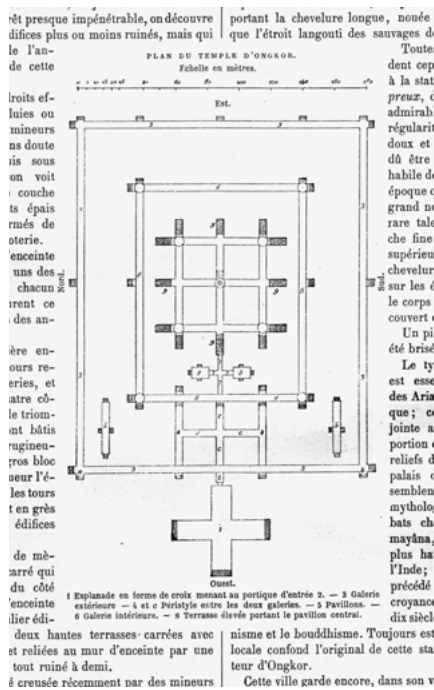 rêt presque impénétrable, on découvre
difices plus ou moins ruinés, mais qui
le l'an-
de cette
droits ef-
luies ou
mineurs
ns doute
uis sous
on voit
couche
ts épais
rmés de
oterie.
'enceinte
uns des
chacun
urent ce
des an-
ère en-
ours re-
eries, et
atre cô-
le triom-
ont bâtis
rugineu-
gros bloc
ueur l'é-
les tours
t en grès
édifices
de mè-
carré qui
du côté
'enceinte
ulier édi-
deux hautes terrasses carrées avec
et reliées au mur d'enceinte par une
tout ruiné à demi.
é creusée récemment par des mineurs
PLAN DU TEMPLE D'ONGKOR.
Echelle en mètres.
Est.
Nord.
Sud.
Ouest.
1 Esplanade en forme de croix menant au portique d'entrée 2. — 3 Galerie
extérieure — 4 et c Péristyle entre les deux galeries. — 5 Pavillons. —
6 Galerie intérieure. — 9 Terrasse élevée portant le pavillon central.
portant la chevelure longue, nouée
que l'étroit langouti des sauvages de
Toute
dent cep
à la stat
preux, d
admirab
régularit
doux et
dû être
habile de
époque o
grand no
rare tale
che fine
supérieur
chevelur
sur les é
le corps
couvert
Un pi
été brisé
Le ty
est esse
des Aria
que; ce
jointe a
portion
reliefs d
palais c
semblen
mytholog
bats cha
mayâna,
plus ha
l'Inde;
précédé
croyance
dix siècl
nisme et le bouddhisme. Toujours est
locale confond l'original de cette sta
teur d'Ongkor.
Cette ville garde encore, dans son v